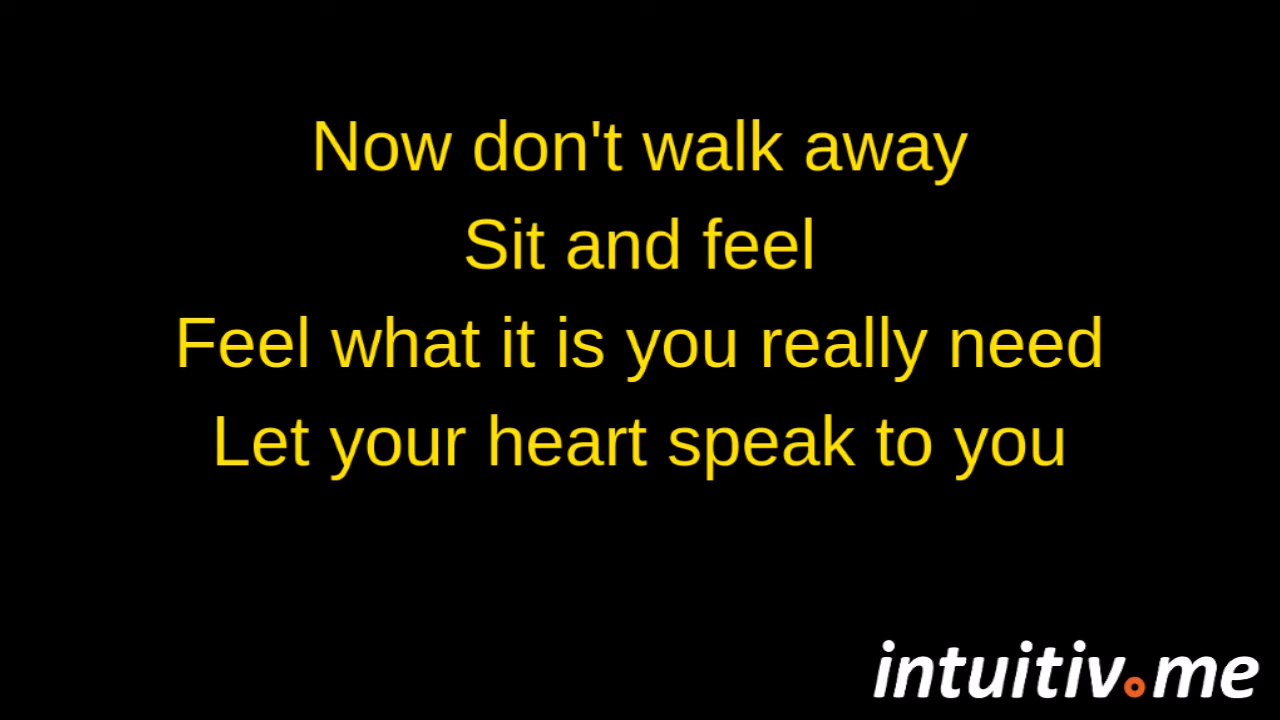 Now don't walk away
Sit and feel
Feel what it is you really need
Let your heart speak to you
intuitiv.me